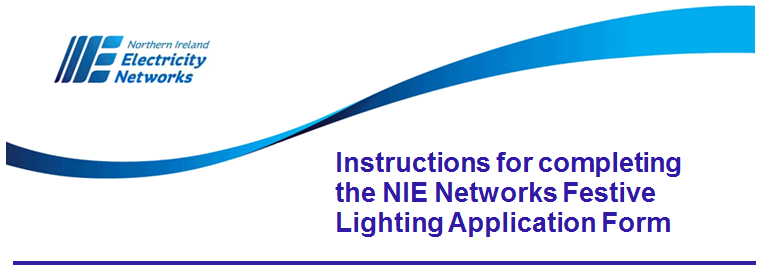 Northern Ireland
Electricity
Networks
Instructions for completing
the NIE Networks Festive
Lighting Application Form